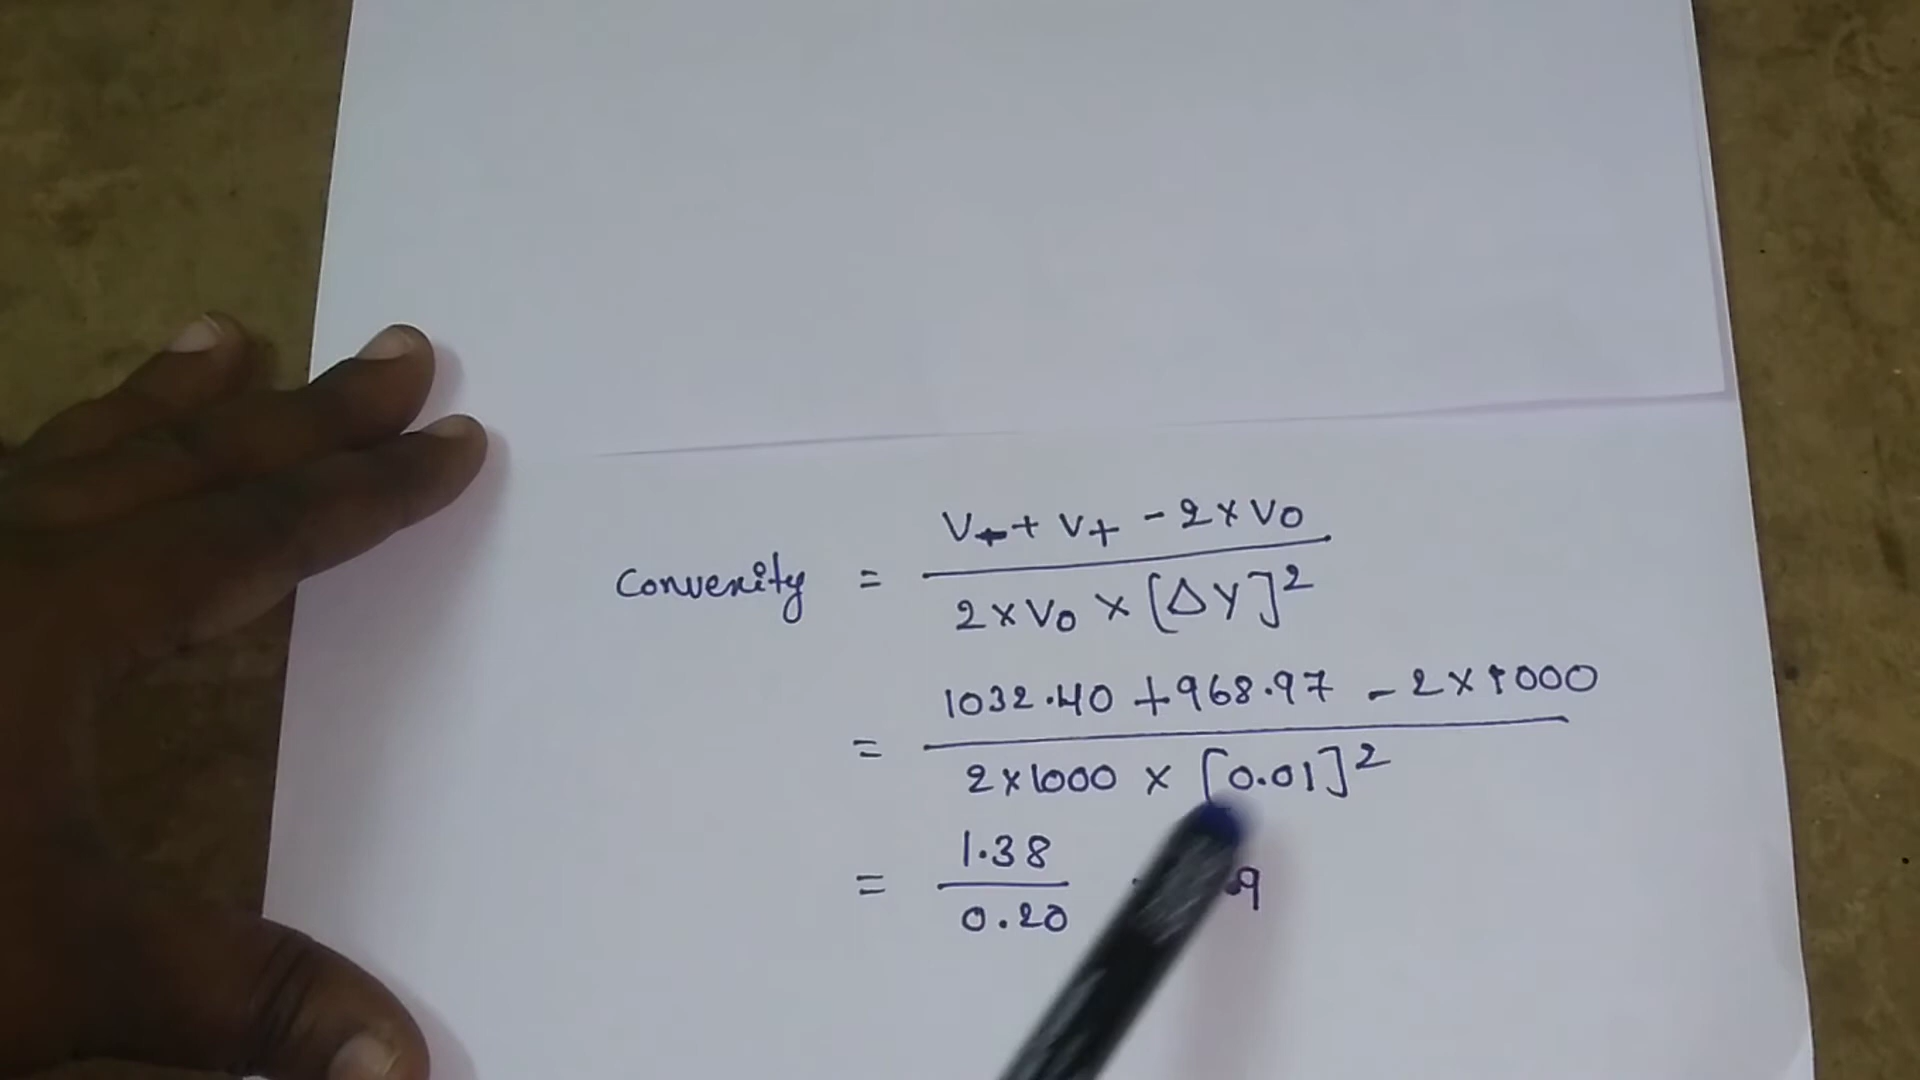 Convexity = V- + V+ - 2 × V0
2 × V0 × [ΔY]²
= 1032.40 + 968.97 - 2 × 1000
2 × 1000 × [0.01]²
= 1.38
0.20